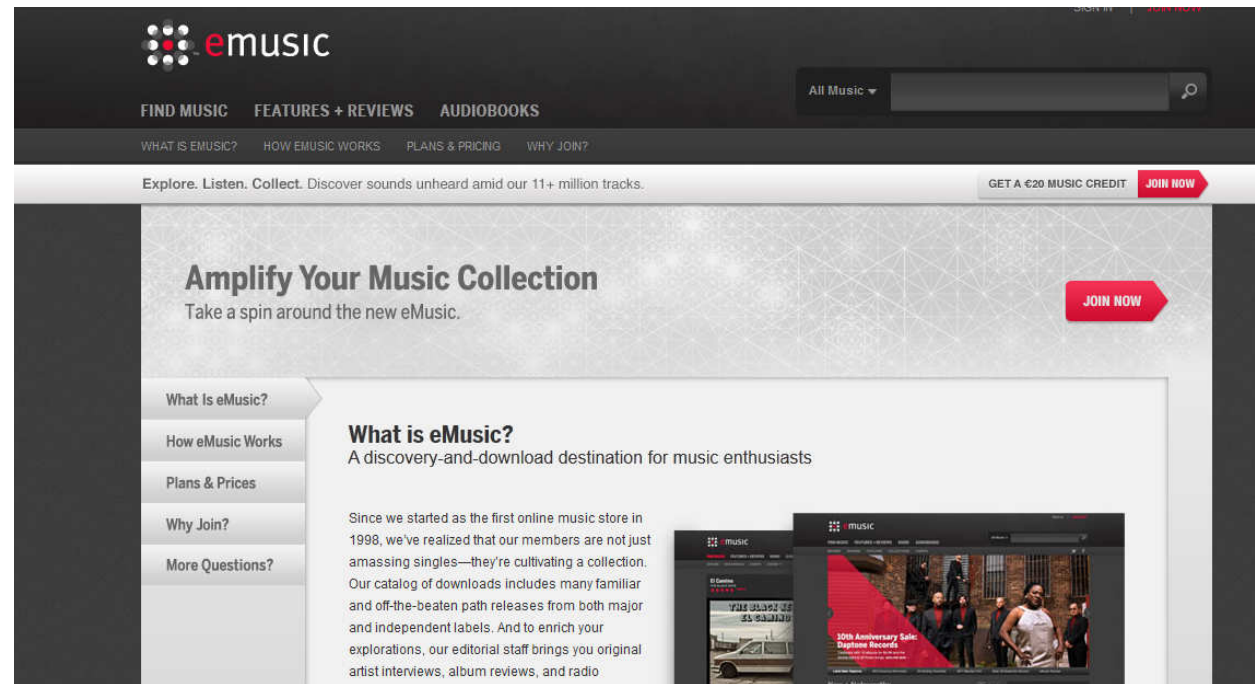 SIGN IN | JOIN NOW
emusic
All Music
FIND MUSIC FEATURES + REVIEWS AUDIOBOOKS
WHAT IS EMUSIC? HOW EMUSIC WORKS PLANS & PRICING WHY JOIN?
Explore. Listen. Collect. Discover sounds unheard amid our 11+ million tracks.
GET A €20 MUSIC CREDIT JOIN NOW
Amplify Your Music Collection
Take a spin around the new eMusic.
JOIN NOW
What Is eMusic?
How eMusic Works
Plans & Prices
Why Join?
More Questions?
What is eMusic?
A discovery-and-download destination for music enthusiasts
Since we started as the first online music store in
1998, we've realized that our members are not just
amassing singles—they're cultivating a collection.
Our catalog of downloads includes many familiar
and off-the-beaten path releases from both major
and independent labels. And to enrich your
explorations, our editorial staff brings you original
artist interviews, album reviews, and radio
emusic
El Camino
THE BLACK KE
EL CAMINO
emusic
10th Anniversary Sale:
Daptone Records